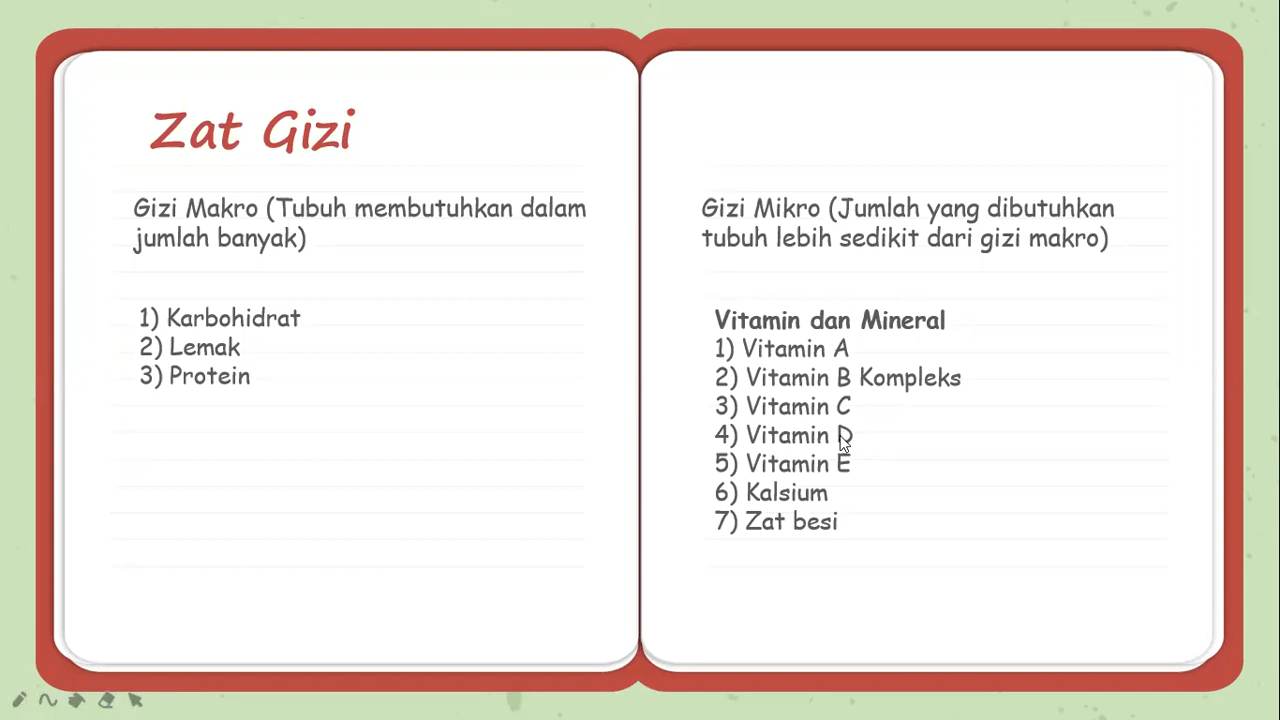 Zat Gizi
Gizi Makro (Tubuh membutuhkan dalam
jumlah banyak)
1) Karbohidrat
2) Lemak
3) Protein
Gizi Mikro (Jumlah yang dibutuhkan
tubuh lebih sedikit dari gizi makro)
Vitamin dan Mineral
1) Vitamin A
2) Vitamin B Kompleks
3) Vitamin C
4) Vitamin D
5) Vitamin E
6) Kalsium
7) Zat besi